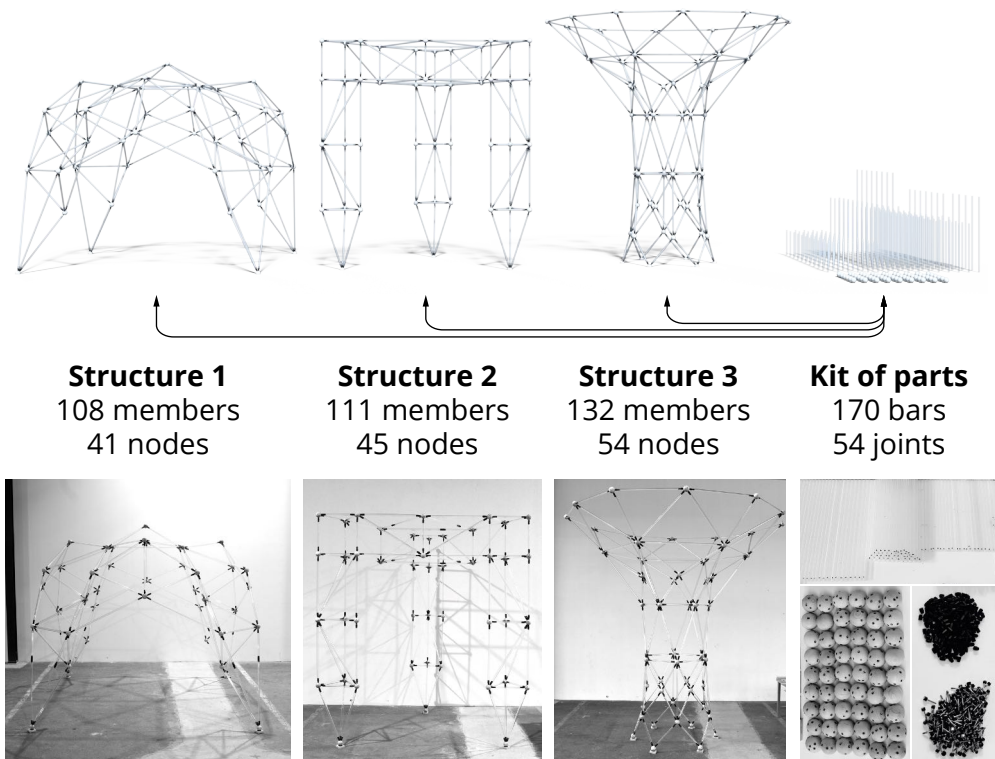 Structure 1
108 members
41 nodes
Structure 2
111 members
45 nodes
Structure 3
132 members
54 nodes
Kit of parts
170 bars
54 joints